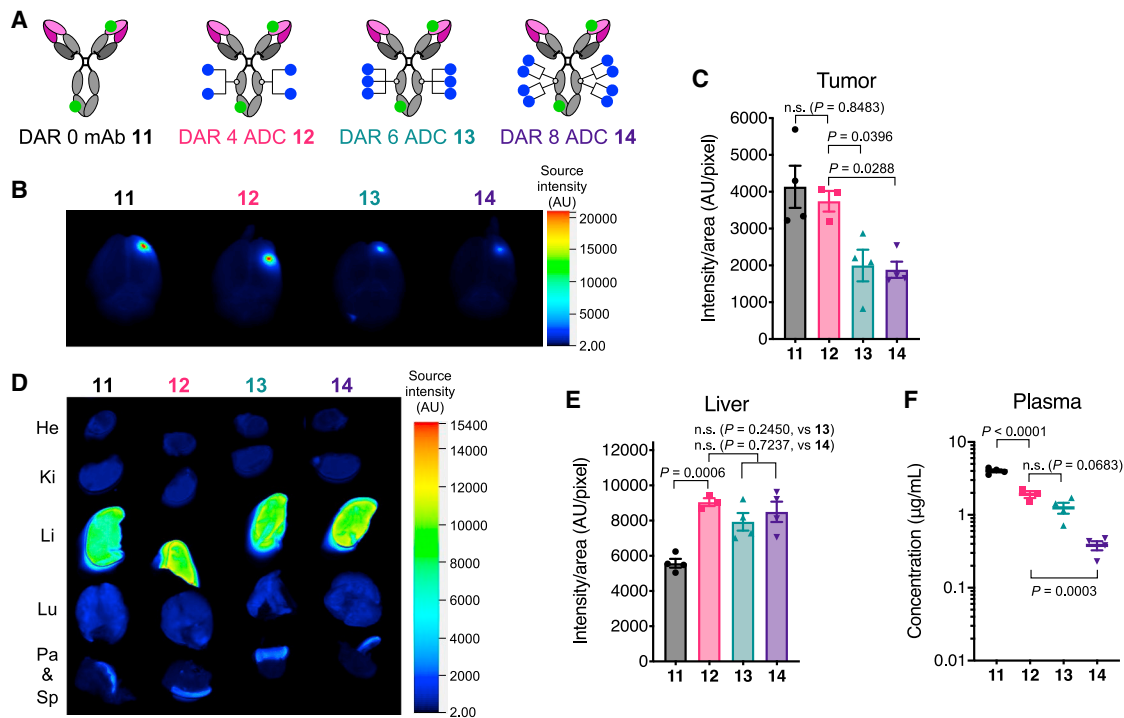 A
DAR 0 mAb 11
DAR 4 ADC 12
DAR 6 ADC 13
DAR 8 ADC 14
B
11
12
13
14
Source
intensity
(AU)
20000
15000
10000
5000
2.00
C
Tumor
n.s. (P = 0.8483)
P = 0.0396
P = 0.0288
Intensity/area (AU/pixel)
6000
5000
4000
3000
2000
1000
0
11
12
13
14
D
11
12
13
14
He
Ki
Li
Lu
Pa
&
Sp
Source
intensity
(AU)
15400
14000
12000
10000
8000
6000
4000
2000
2.00
E
Liver
n.s. (P = 0.2450, vs 13)
n.s. (P = 0.7237, vs 14)
P = 0.0006
Intensity/area (AU/pixel)
12000
10000
8000
6000
4000
2000
0
11
12
13
14
F
Plasma
P < 0.0001
n.s. (P = 0.0683)
P = 0.0003
Concentration (µg/mL)
10
1
0.1
0.01
11
12
13
14